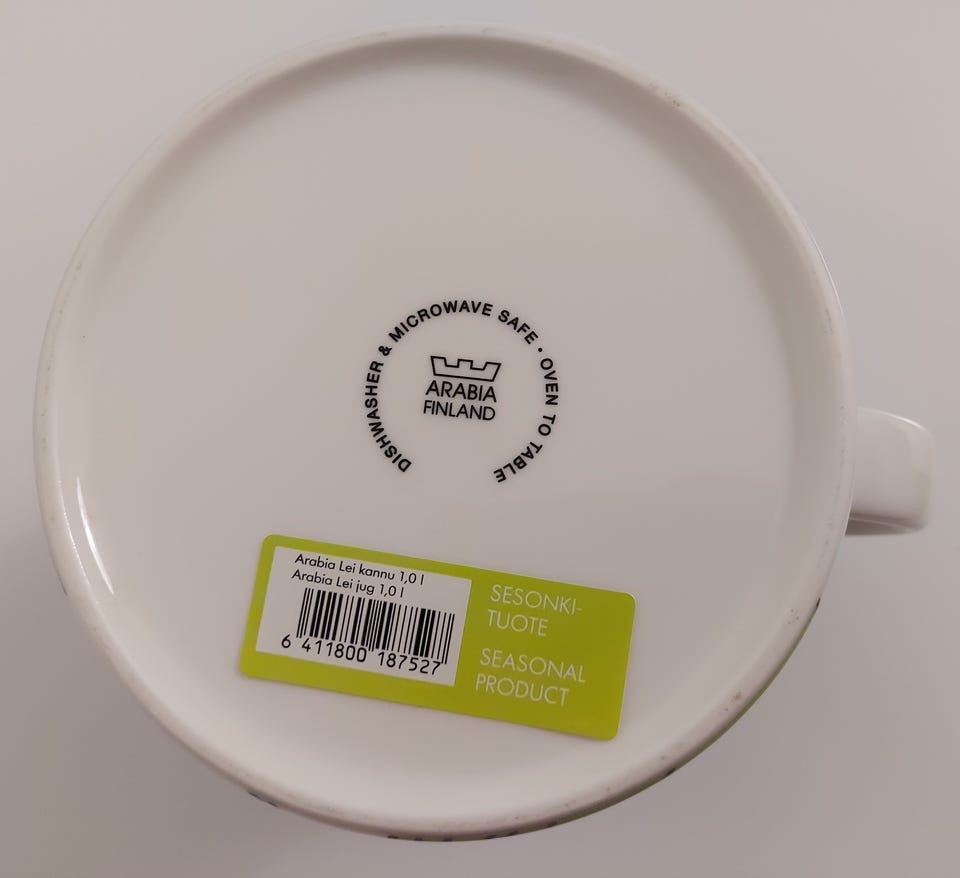 DISHWASHER & MICROWAVE SAFE · OVEN TO TABLE
ARABIA
FINLAND
Arabia Lei kannu 1,0 l
Arabia Lei jug 1,0 l
6 411800 187527
SESONKI-
TUOTE
SEASONAL
PRODUCT